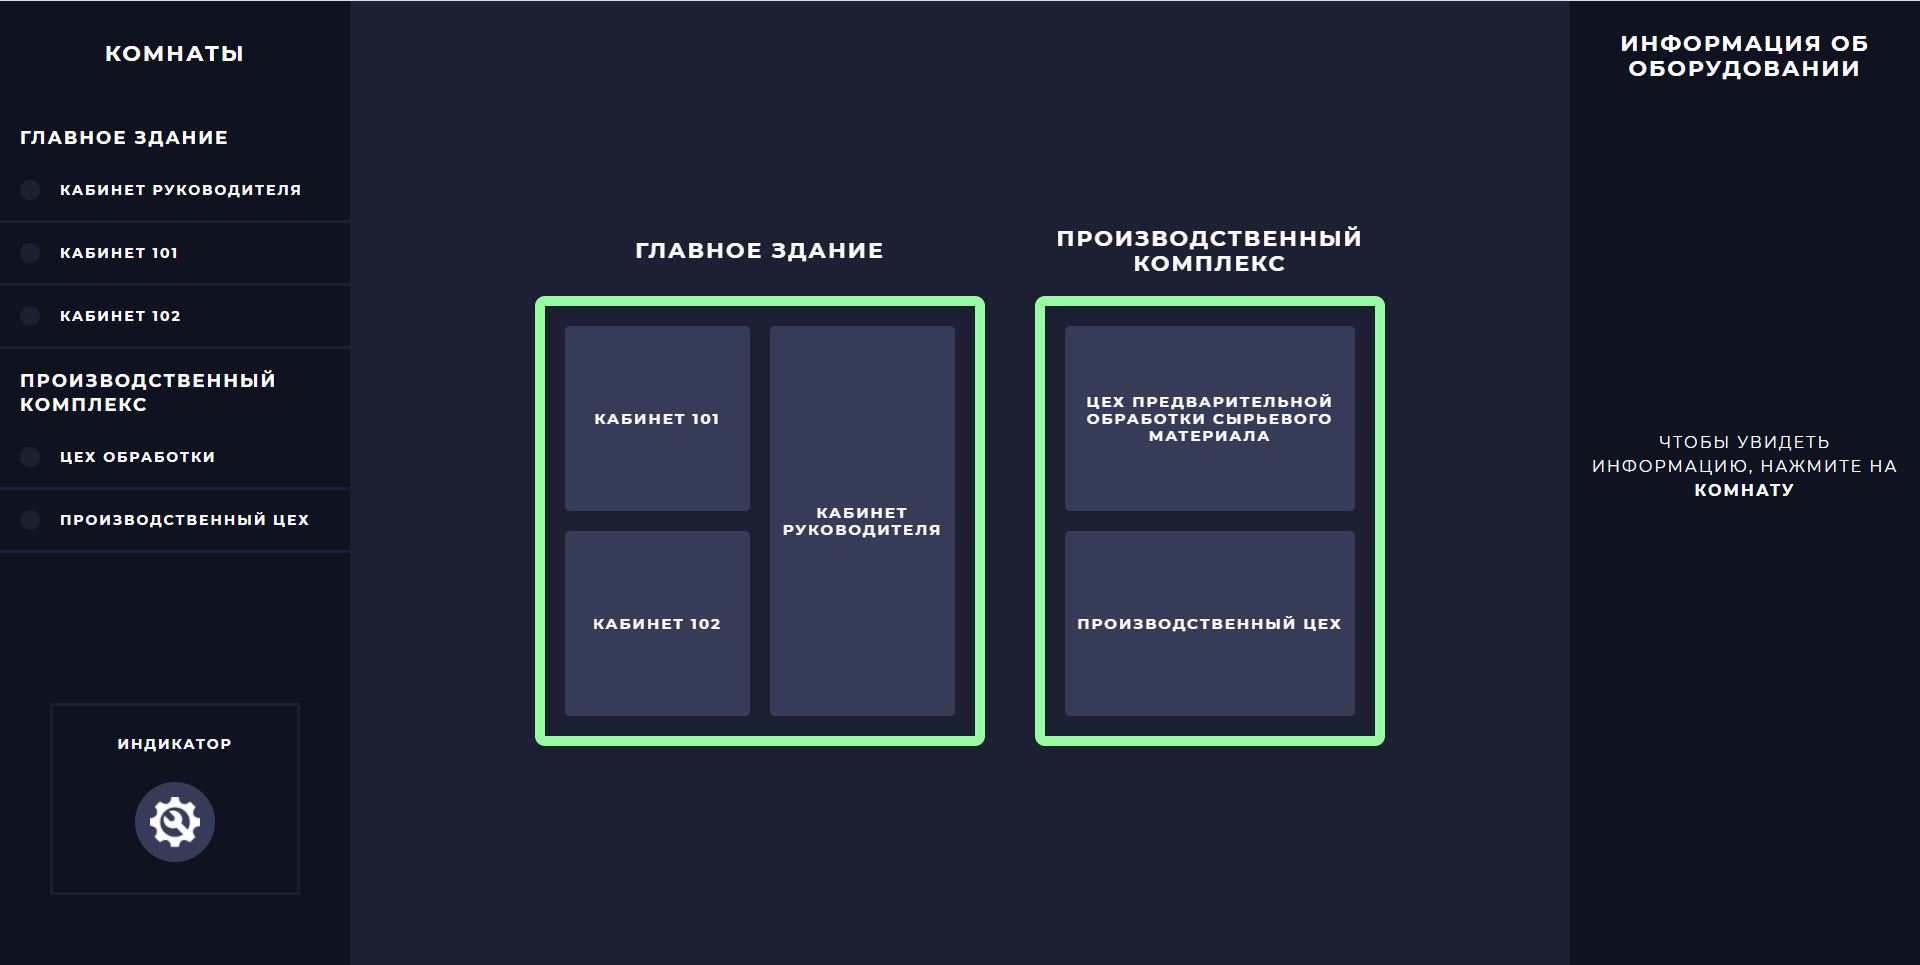 КОМНАТЫ
ГЛАВНОЕ ЗДАНИЕ
КАБИНЕТ РУКОВОДИТЕЛЯ
КАБИНЕТ 101
КАБИНЕТ 102
ПРОИЗВОДСТВЕННЫЙ
КОМПЛЕКС
ЦЕХ ОБРАБОТКИ
ПРОИЗВОДСТВЕННЫЙ ЦЕХ
ИНДИКАТОР
ГЛАВНОЕ ЗДАНИЕ
КАБИНЕТ 101
КАБИНЕТ
РУКОВОДИТЕЛЯ
КАБИНЕТ 102
ПРОИЗВОДСТВЕННЫЙ
КОМПЛЕКС
ЦЕХ ПРЕДВАРИТЕЛЬНОЙ
ОБРАБОТКИ СЫРЬЕВОГО
МАТЕРИАЛА
ПРОИЗВОДСТВЕННЫЙ ЦЕХ
ИНФОРМАЦИЯ ОБ
ОБОРУДОВАНИИ
ЧТОБЫ УВИДЕТЬ
ИНФОРМАЦИЮ, НАЖМИТЕ НА
КОМНАТУ